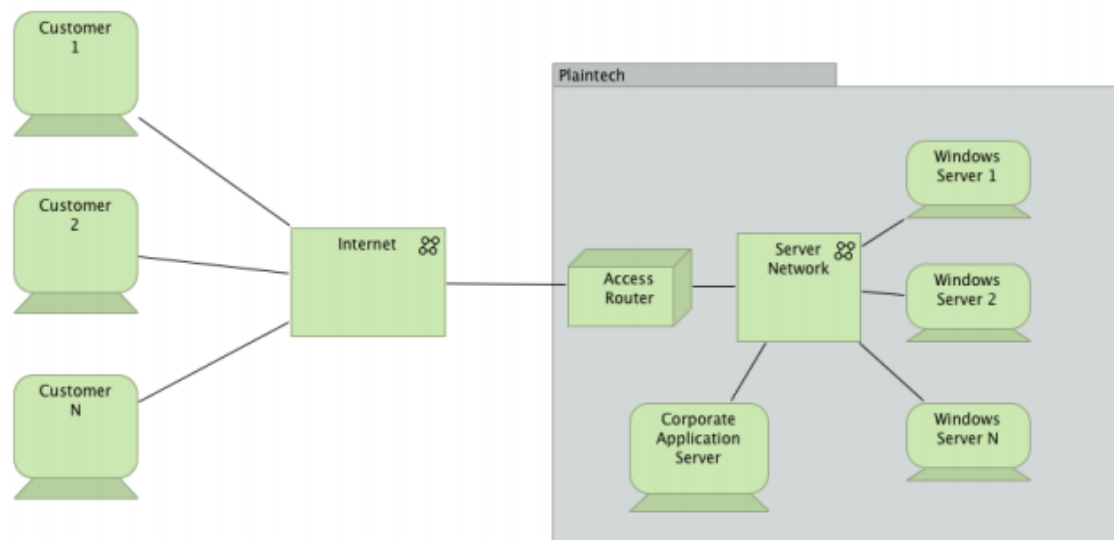 Customer
1
Customer
2
Customer
N
Internet
Plaintech
Access
Router
Server
Network
Windows
Server 1
Windows
Server 2
Windows
Server N
Corporate
Application
Server